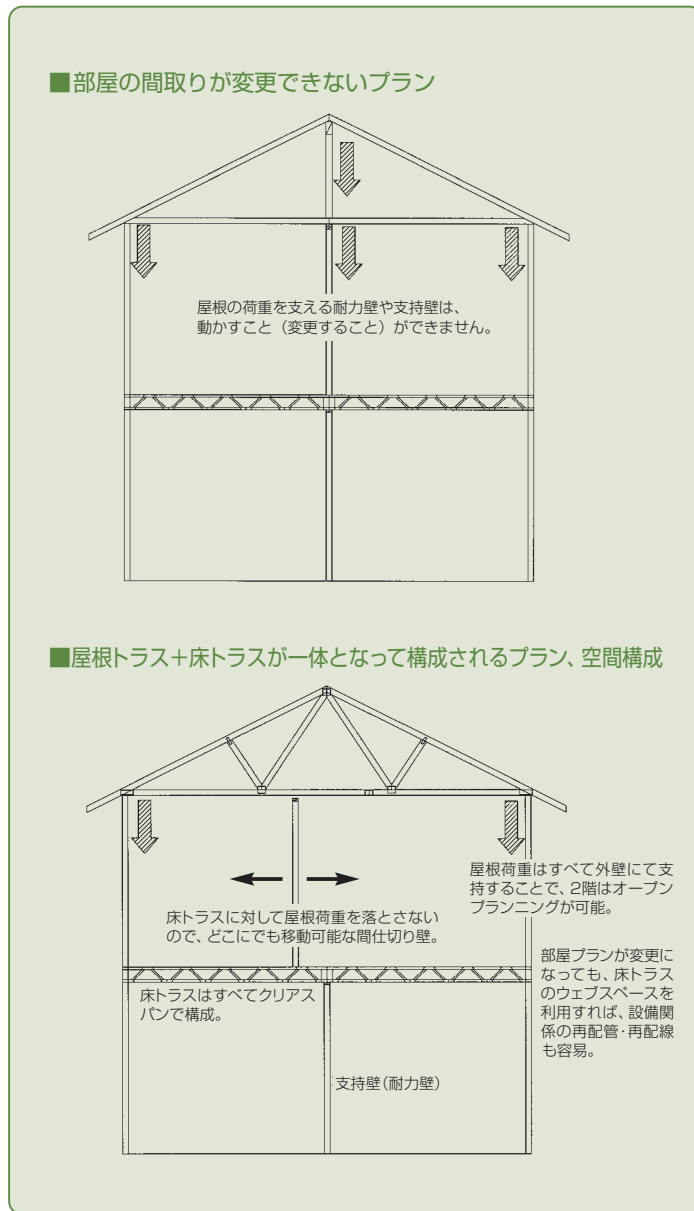 ■部屋の間取りが変更できないプラン
屋根の荷重を支える耐力壁や支持壁は、
動かすこと（変更すること）ができません。
■屋根トラス＋床トラスが一体となって構成されるプラン、空間構成
屋根荷重はすべて外壁にて支
持することで、2階はオープン
プランニングが可能。
床トラスに対して屋根荷重を落とさない
ので、どこにでも移動可能な間仕切り壁。
部屋プランが変更に
なっても、床トラス
のウェブスペースを
利用すれば、設備関
係の再配管・再配線
も容易。
床トラスはすべてクリアス
パンで構成。
支持壁（耐力壁）